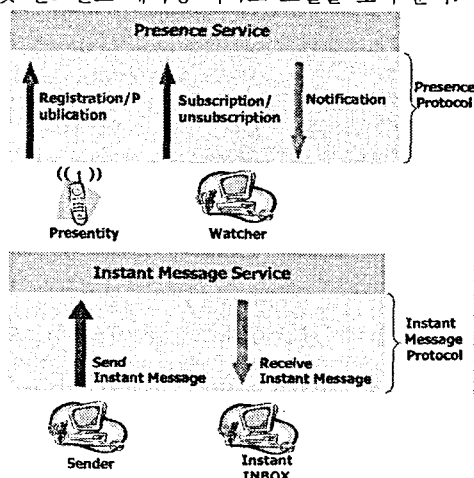 Presence Service
Registration/P
ublication
Subscription/
unsubscription
Notification
Presence
Protocol
Presentity
Watcher
Instant Message Service
Send
Instant Message
Receive
Instant Message
Instant
Message
Protocol
Sender
Instant
INBOX